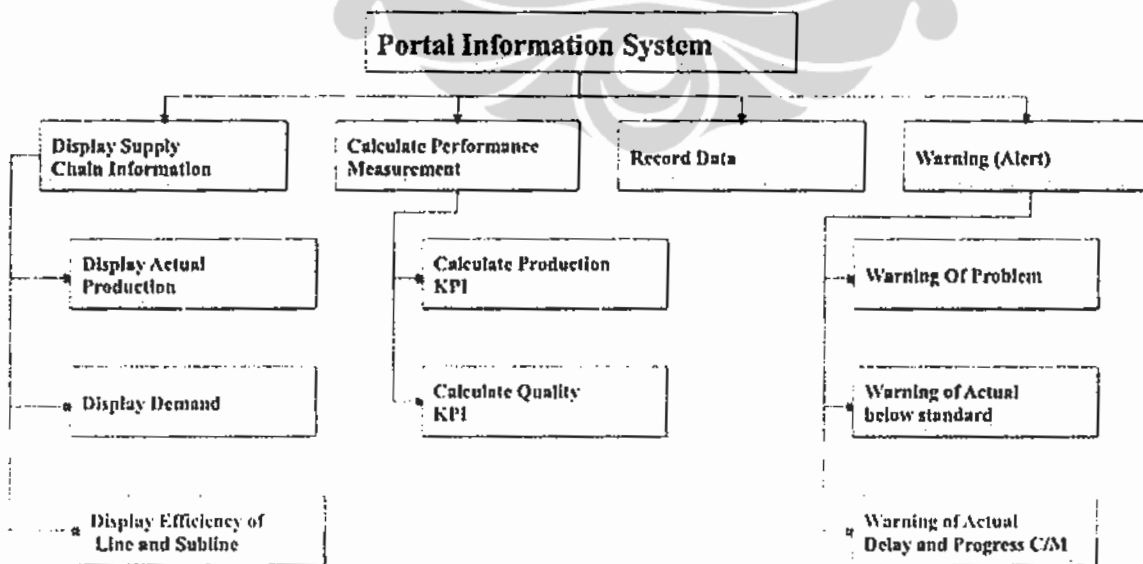 Portal Information System
Display Supply
Chain Information
Calculate Performance
Measurement
Record Data
Warning (Alert)
Display Actual
Production
Calculate Production
KPI
Warning Of Problem
Display Demand
Calculate Quality
KPI
Warning of Actual
below standard
Display Efficiency of
Line and Subline
Warning of Actual
Delay and Progress C/M